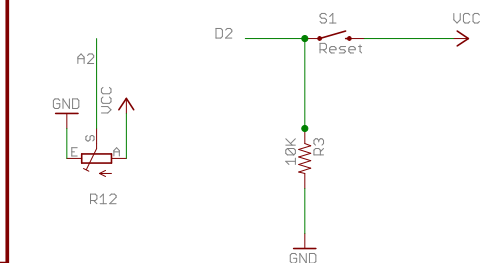 S1
VCC
D2
Reset
A2
GND
VCC
S
E
A
10K
R3
R12
GND